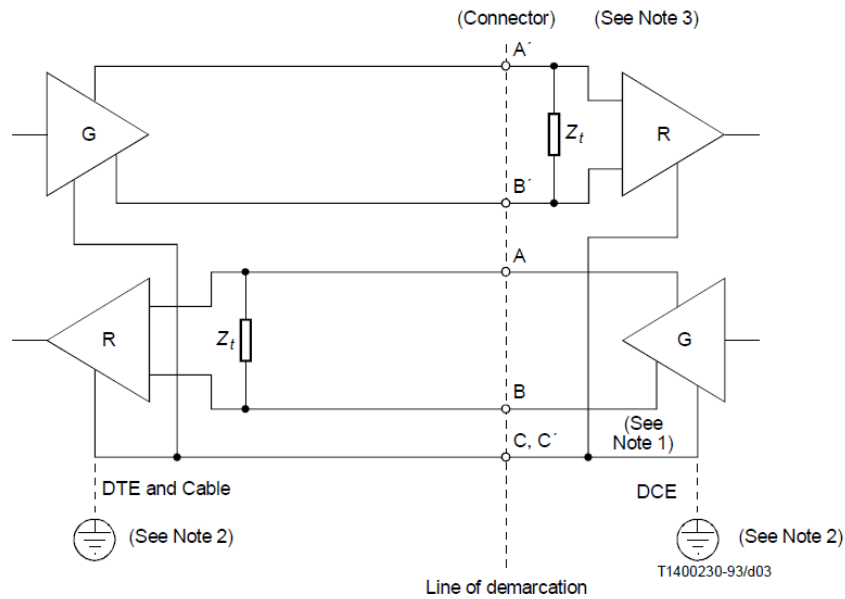 (Connector) (See Note 3)
A´
G
Zt
R
B´
A
R
Zt
G
B
(See
Note 1)
C, C´
DTE and Cable
DCE
(See Note 2)
(See Note 2)
T1400230-93/d03
Line of demarcation